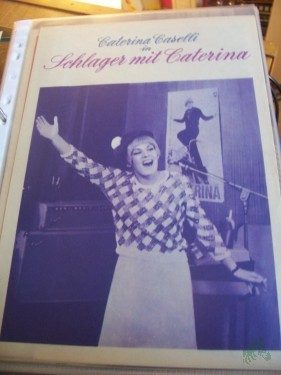 Caterina Caselli
in
Schlager mit Caterina
RINA